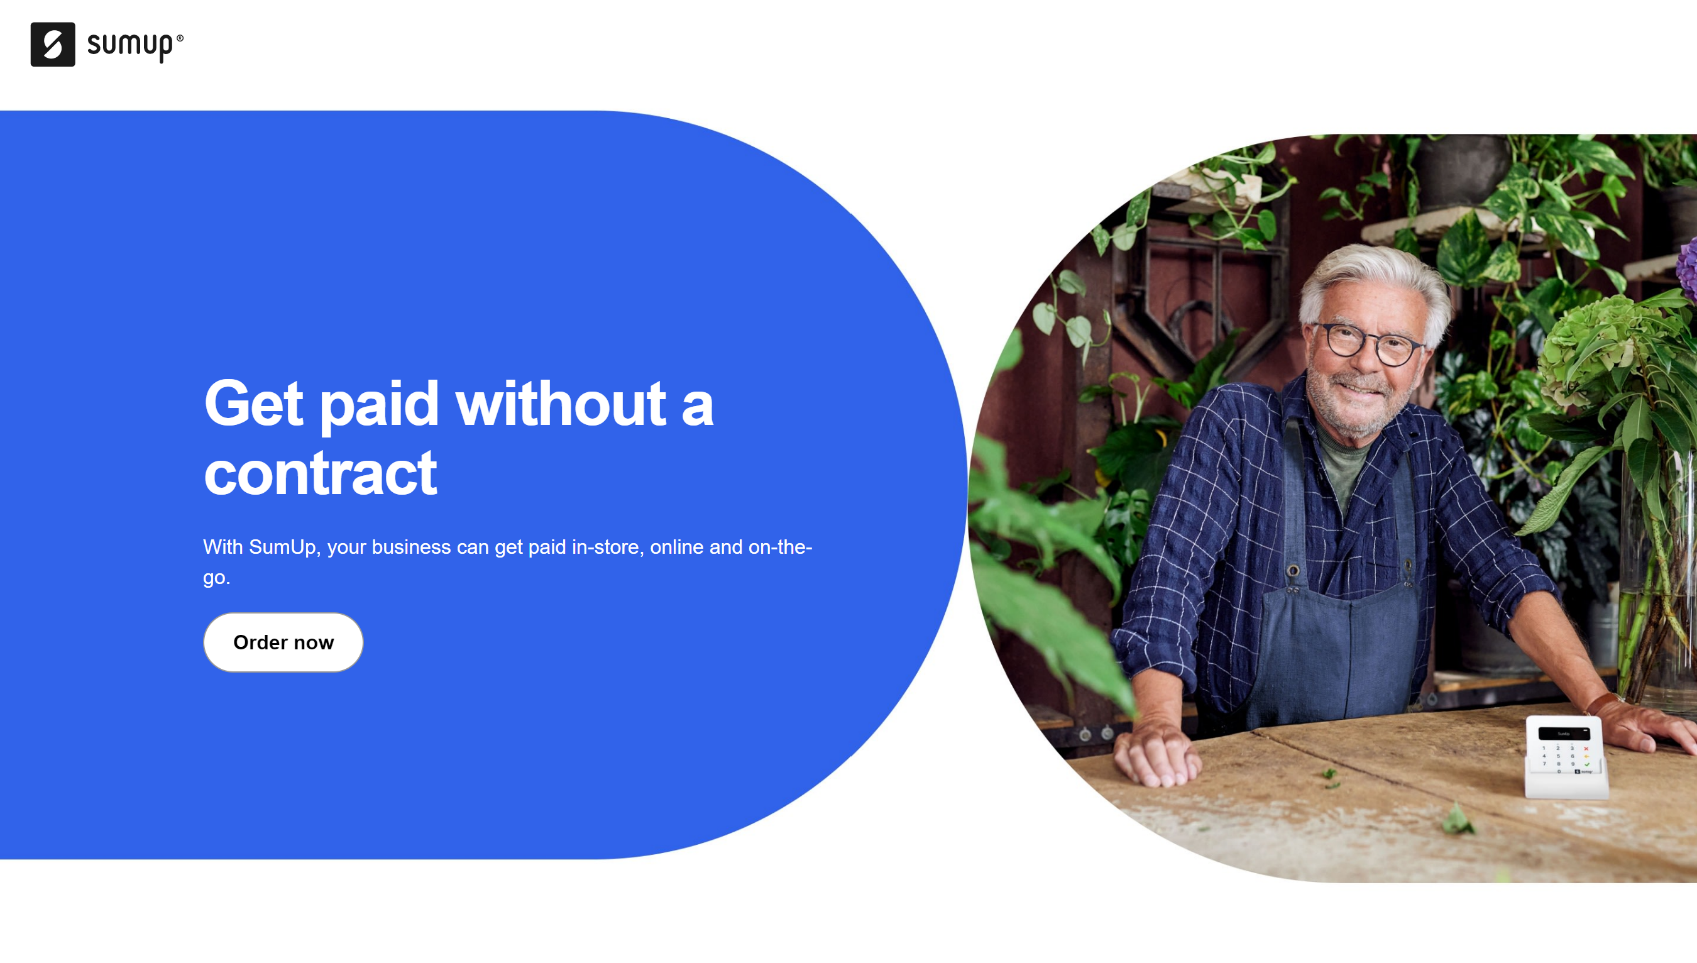 sumup®
Get paid without a
contract
With SumUp, your business can get paid in-store, online and on-the-
go.
Order now